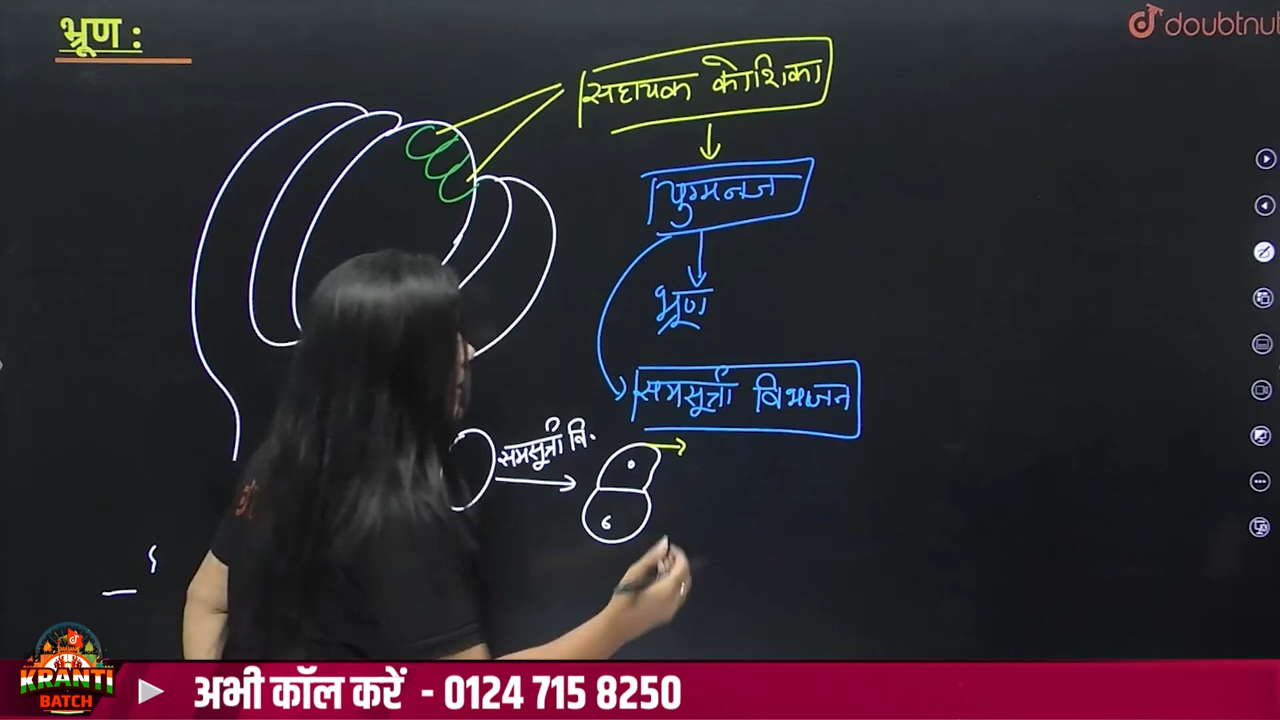 भ्रूण :
doubtnut
सहायक कोशिका
युग्मनज
भ्रूण
समसूत्री विभाजन
समसूत्री वि.
KRANTI
BATCH
अभी कॉल करें - 0124 715 8250